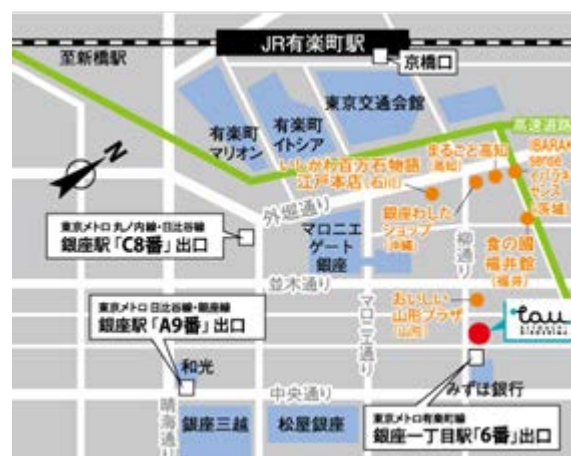 JR有楽町駅
至新橋駅
京橋口
東京交通会館
有楽町
マリオン
有楽町
イトシア
高速道路
N
いしかわ百万石物語
江戸本店(石川)
まるごと高知
(高知)
IBARAKI
sense
イバラキ
センス
(茨城)
外堀通り
銀座わした
ショップ
(沖縄)
柳通り
食の國
福井館
(福井)
東京メトロ 丸ノ内線・日比谷線
銀座駅「C8番」出口
マロニエ
ゲート
銀座
並木通り
おいしい
山形プラザ
(山形)
tau
東京メトロ 日比谷線・銀座線
銀座駅「A9番」出口
マロニエ通り
和光
中央通り
みずほ銀行
晴海通り
銀座三越
松屋銀座
東京メトロ有楽町線
銀座一丁目駅「6番」出口